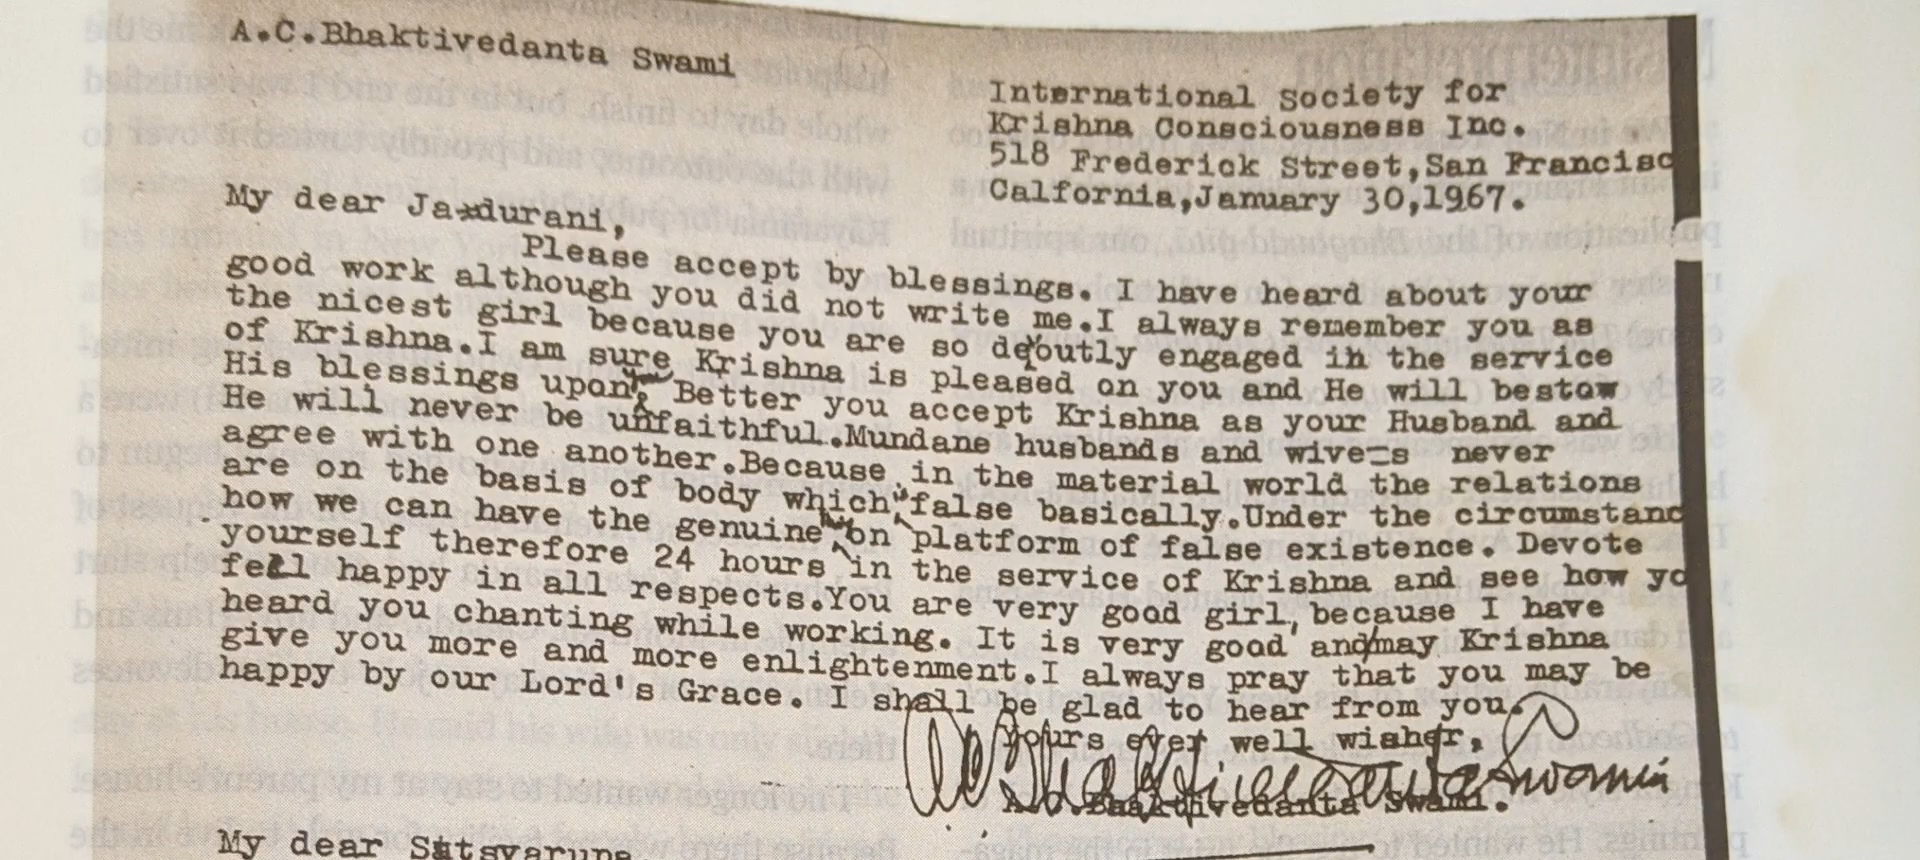 A.C.Bhaktivedanta Swami
International Society for
Krishna Consciousness Inc.
518 Frederick Street,San Francisc
Calfornia,January 30,1967.
My dear Jadurani,
Please accept by blessings. I have heard about your
good work although you did not write me.I always remember you as
the nicest girl because you are so devoutly engaged in the service
of Krishna.I am sure Krishna is pleased on you and He will bestow
His blessings upon you. Better you accept Krishna as your Husband and
He will never be unfaithful.Mundane husbands and wives never
agree with one another.Because in the material world the relations
are on the basis of body which is false basically.Under the circumstanc
how we can have the genuine on platform of false existence. Devote
yourself therefore 24 hours in the service of Krishna and see how yo
fell happy in all respects.You are very good girl, because I have
heard you chanting while working. It is very good and/may Krishna
give you more and more enlightenment.I always pray that you may be
happy by our Lord's Grace. I shall be glad to hear from you.
Yours ever well wisher,
A.C.Bhaktivedanta Swami
A.C.Bhaktivedanta Swami.
My dear Satsvarupa,